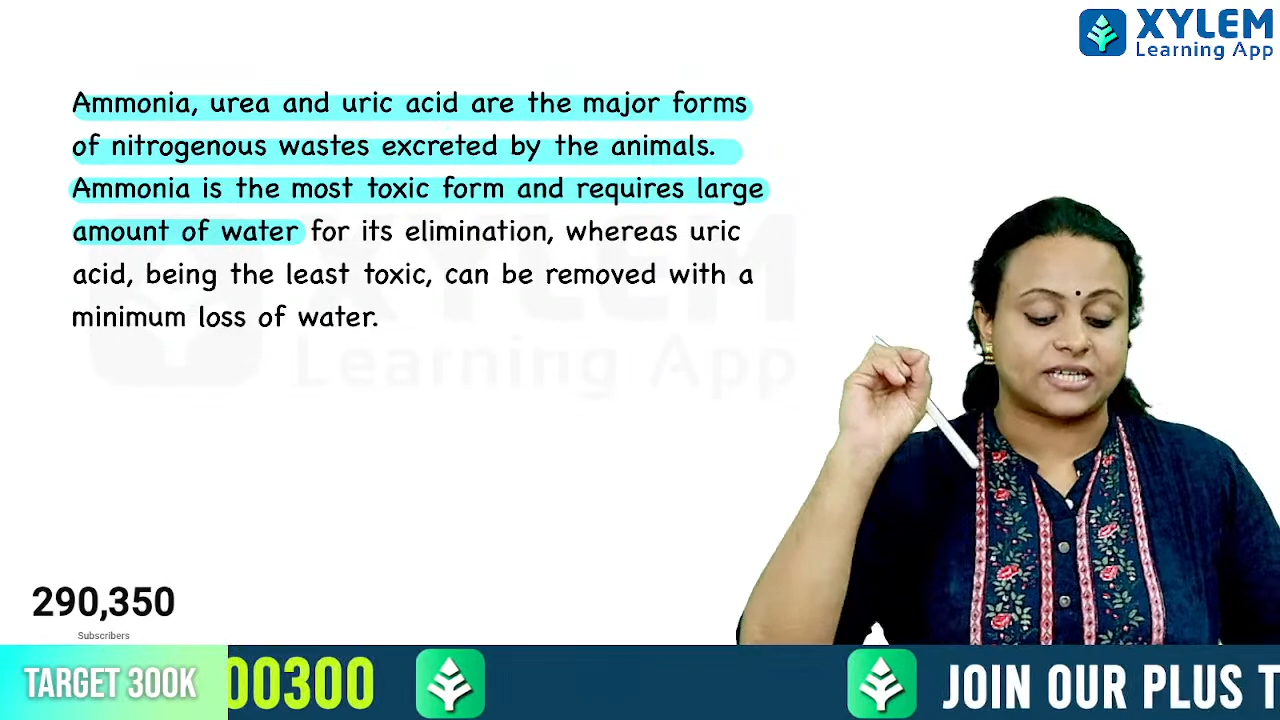 XYLEM
Learning App
Ammonia, urea and uric acid are the major forms
of nitrogenous wastes excreted by the animals.
Ammonia is the most toxic form and requires large
amount of water for its elimination, whereas uric
acid, being the least toxic, can be removed with a
minimum loss of water.
XYLEM
Learning App
290,350
Subscribers
TARGET 300K
00300
JOIN OUR PLUS T